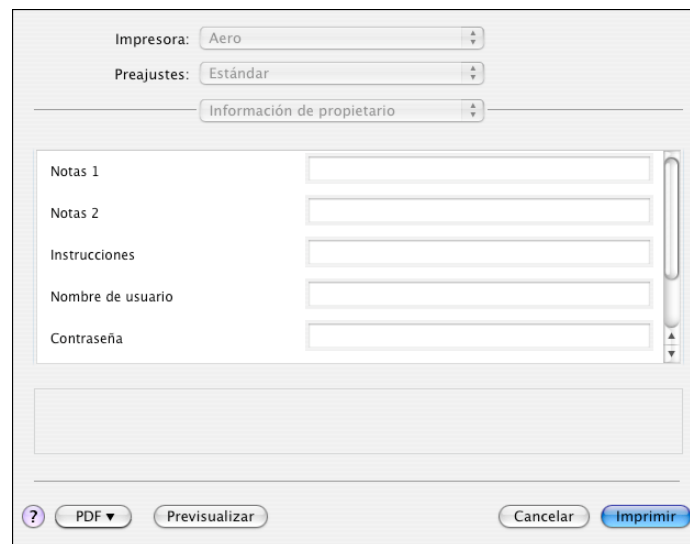 Impresora: Aero
Preajustes: Estándar
Información de propietario
Notas 1
Notas 2
Instrucciones
Nombre de usuario
Contraseña
? PDF ▼ Previsualizar Cancelar Imprimir